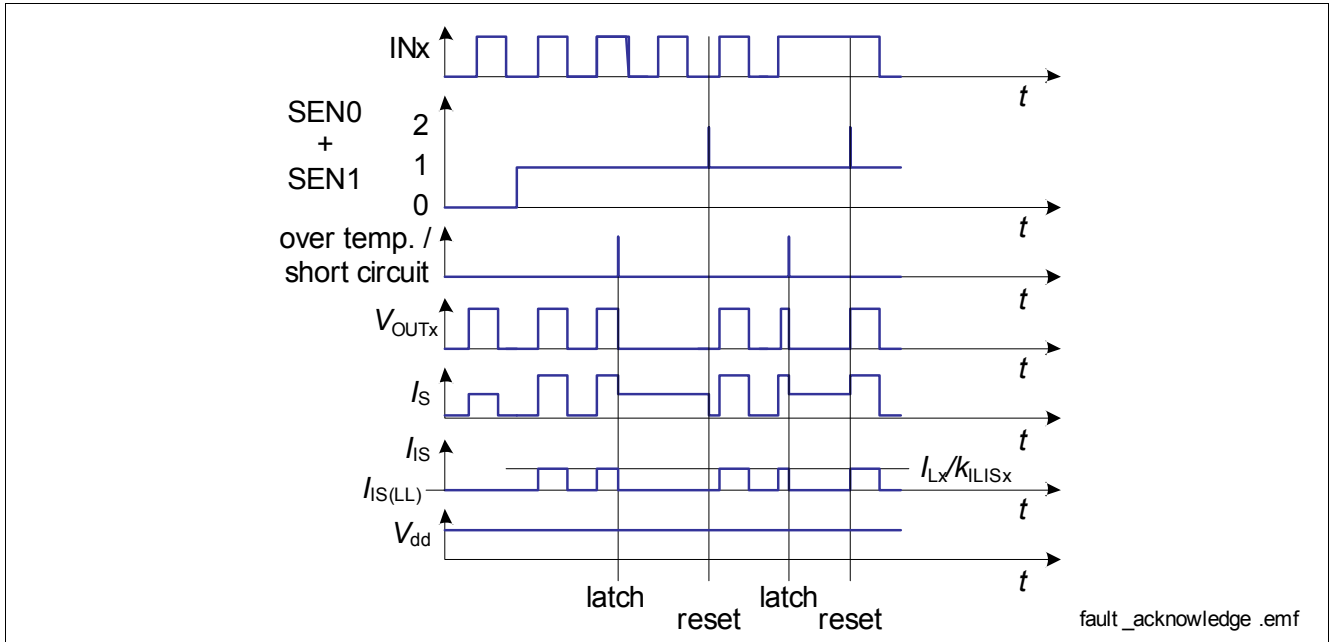 INx
t
SEN0
+
SEN1
2
1
0
t
over temp. /
short circuit
t
VOUTx
t
IS
t
IIS
IIS(LL)
ILx/kILISx
t
Vdd
t
latch
reset
latch
reset
fault _acknowledge .emf